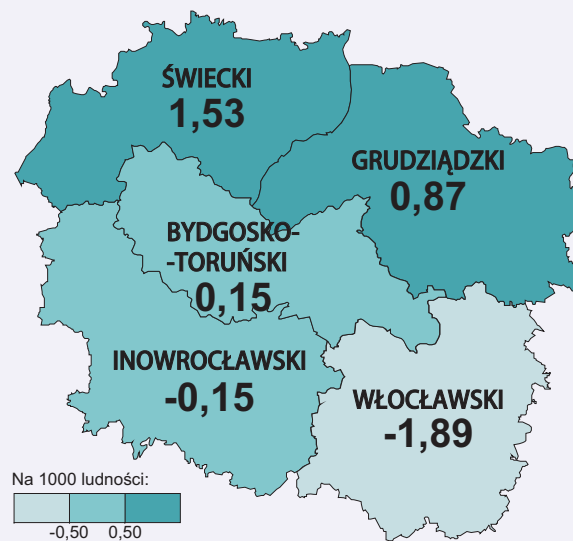 ŚWIECKI
1,53
GRUDZIĄDZKI
0,87
BYDGOSKO-
-TORUŃSKI
0,15
INOWROCŁAWSKI
-0,15
WŁOCŁAWSKI
-1,89
Na 1000 ludności:
-0,50 0,50